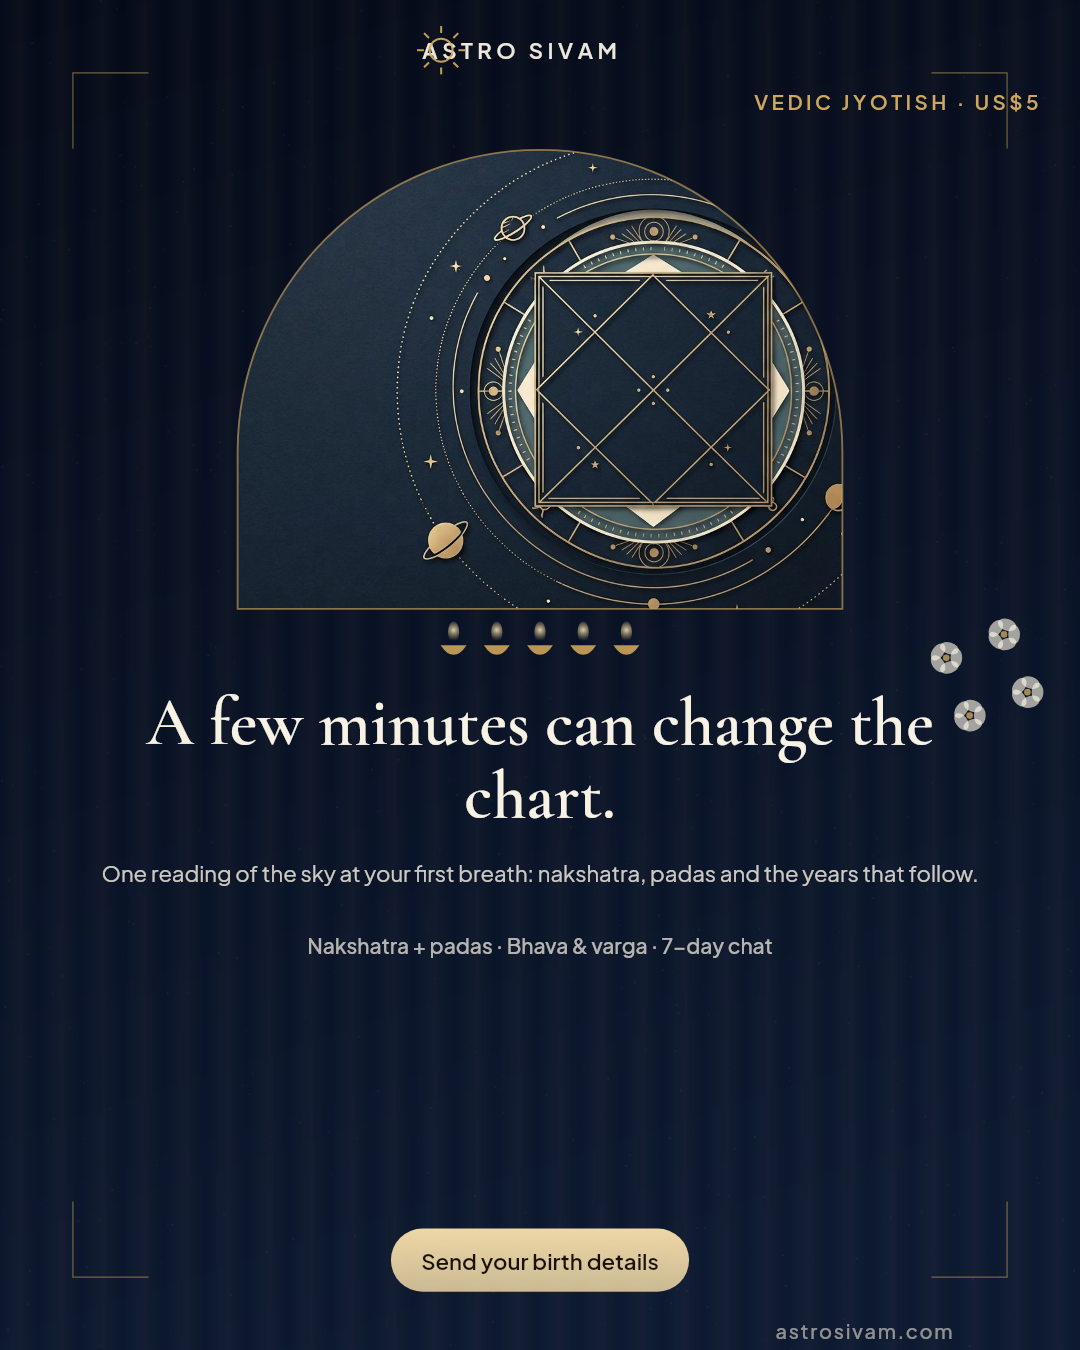 ASTRO SIVAM
VEDIC JYOTISH · US$5
A few minutes can change the
chart.
One reading of the sky at your first breath: nakshatra, padas and the years that follow.
Nakshatra + padas · Bhava & varga · 7–day chat
Send your birth details
astrosivam.com